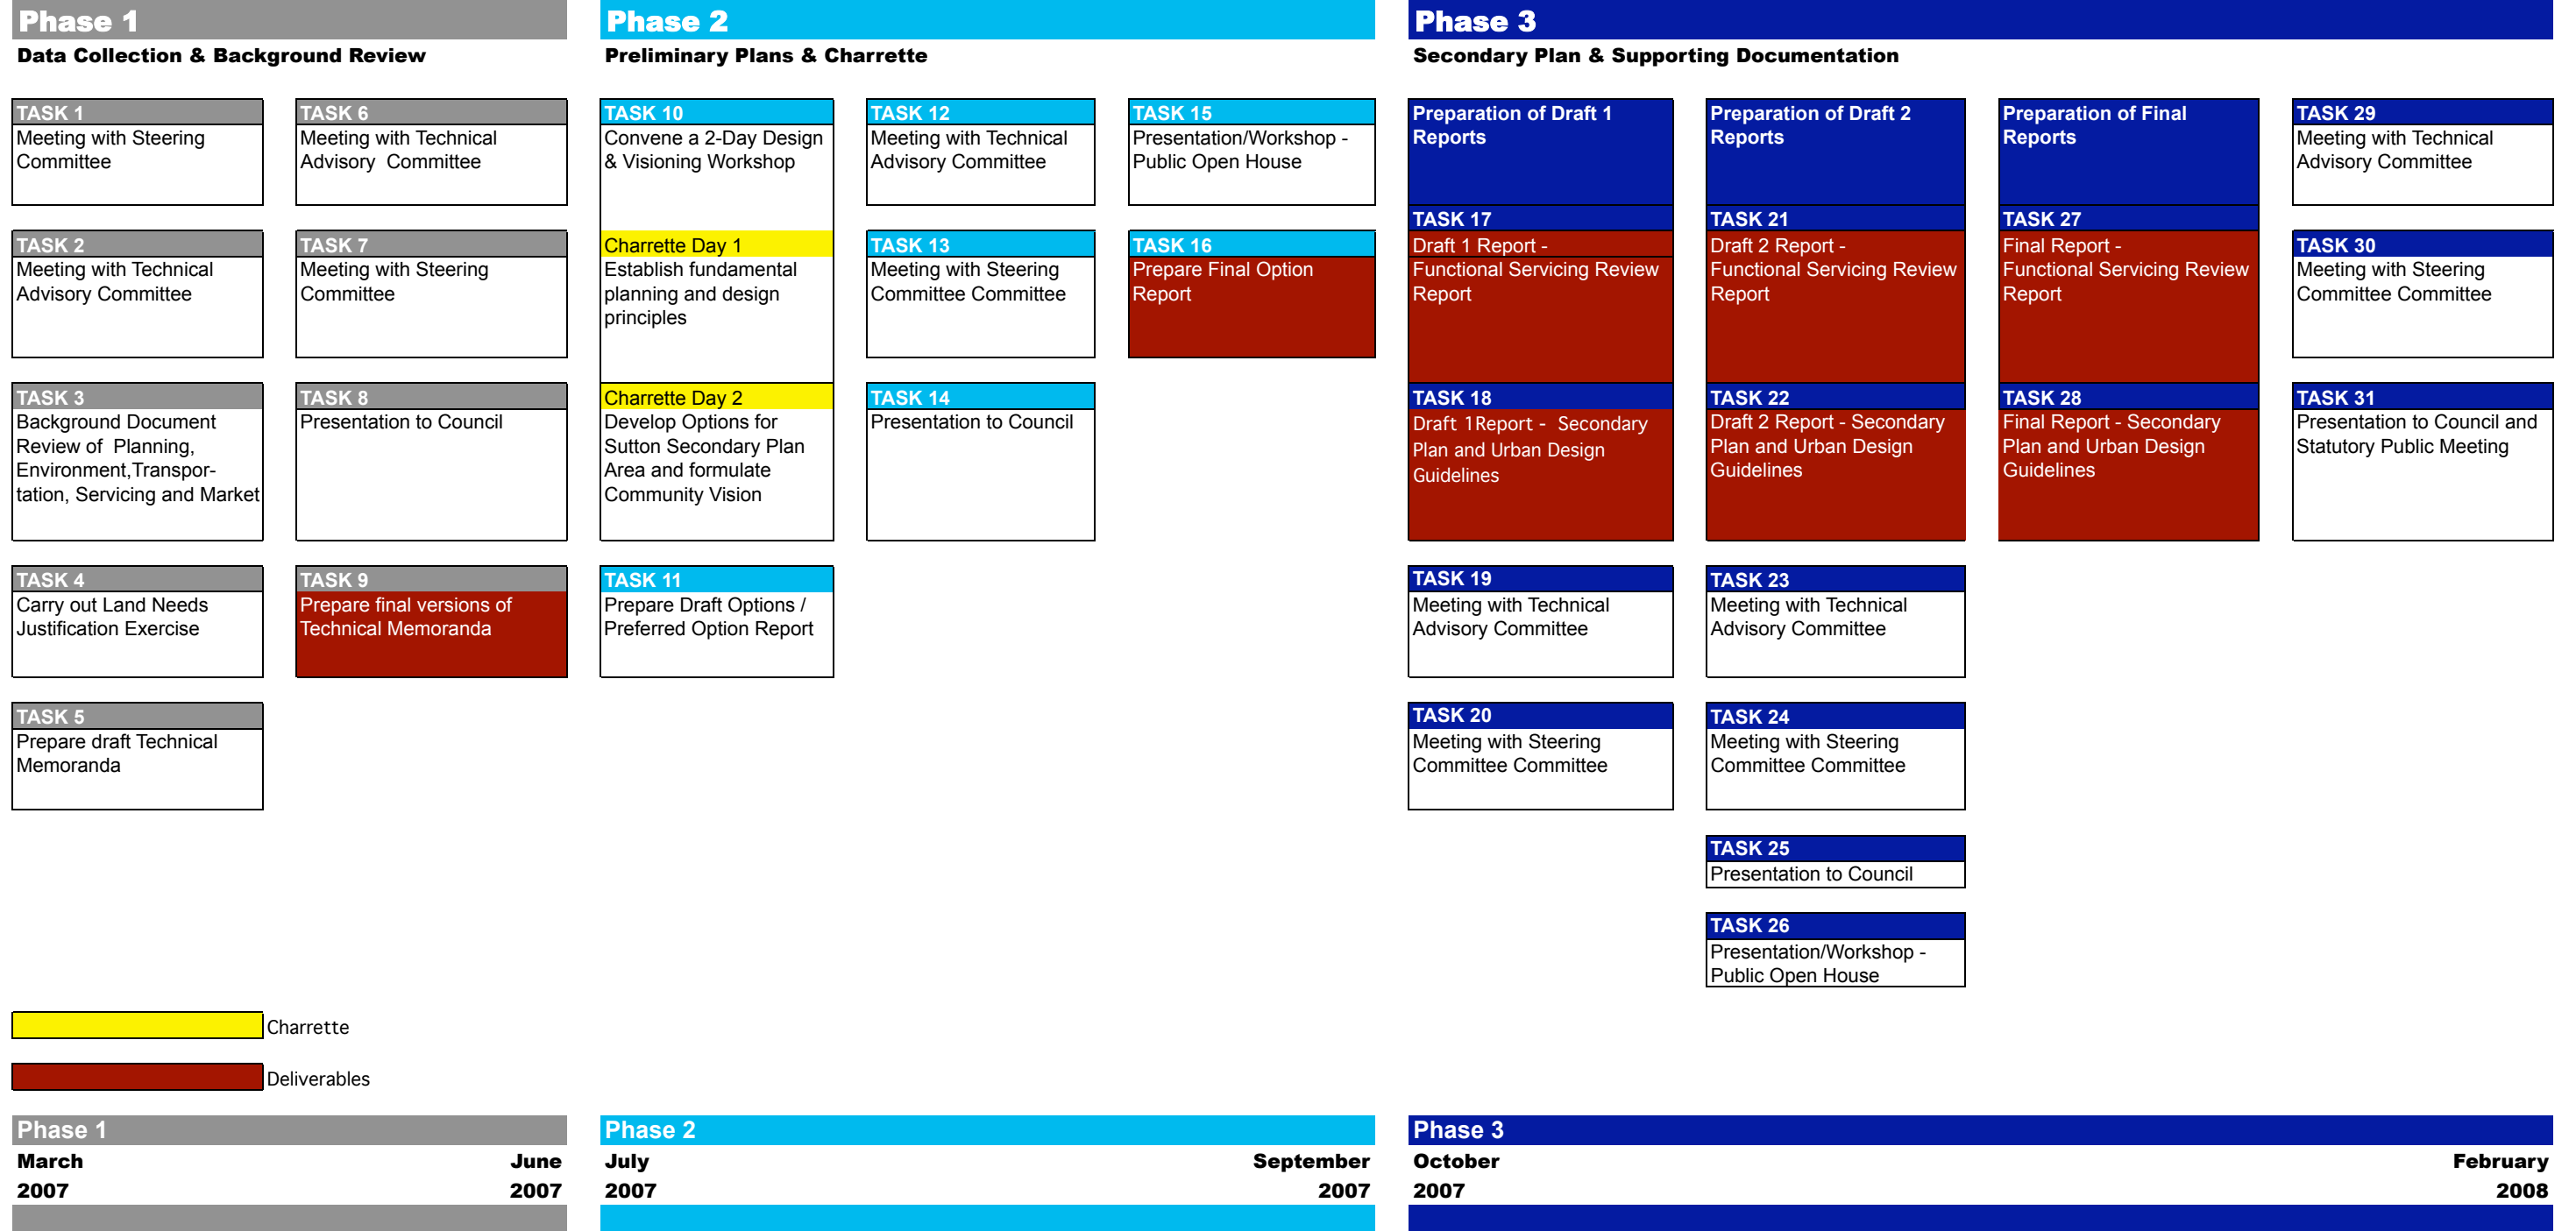 Phase 1
Data Collection & Background Review
TASK 1
Meeting with Steering
Committee
TASK 2
Meeting with Technical
Advisory Committee
TASK 3
Background Document
Review of Planning,
Environment,Transpor-
tation, Servicing and Market
TASK 4
Carry out Land Needs
Justification Exercise
TASK 5
Prepare draft Technical
Memoranda
TASK 6
Meeting with Technical
Advisory Committee
TASK 7
Meeting with Steering
Committee
TASK 8
Presentation to Council
TASK 9
Prepare final versions of
Technical Memoranda
Phase 2
Preliminary Plans & Charrette
TASK 10
Convene a 2-Day Design
& Visioning Workshop
Charrette Day 1
Establish fundamental
planning and design
principles
Charrette Day 2
Develop Options for
Sutton Secondary Plan
Area and formulate
Community Vision
TASK 11
Prepare Draft Options /
Preferred Option Report
TASK 12
Meeting with Technical
Advisory Committee
TASK 13
Meeting with Steering
Committee Committee
TASK 14
Presentation to Council
TASK 15
Presentation/Workshop -
Public Open House
TASK 16
Prepare Final Option
Report
Phase 3
Secondary Plan & Supporting Documentation
Preparation of Draft 1
Reports
TASK 17
Draft 1 Report -
Functional Servicing Review
Report
TASK 18
Draft 1Report - Secondary
Plan and Urban Design
Guidelines
TASK 19
Meeting with Technical
Advisory Committee
TASK 20
Meeting with Steering
Committee Committee
Preparation of Draft 2
Reports
TASK 21
Draft 2 Report -
Functional Servicing Review
Report
TASK 22
Draft 2 Report - Secondary
Plan and Urban Design
Guidelines
TASK 23
Meeting with Technical
Advisory Committee
TASK 24
Meeting with Steering
Committee Committee
TASK 25
Presentation to Council
TASK 26
Presentation/Workshop -
Public Open House
Preparation of Final
Reports
TASK 27
Final Report -
Functional Servicing Review
Report
TASK 28
Final Report - Secondary
Plan and Urban Design
Guidelines
TASK 29
Meeting with Technical
Advisory Committee
TASK 30
Meeting with Steering
Committee Committee
TASK 31
Presentation to Council and
Statutory Public Meeting
Charrette
Deliverables
Phase 1
March June
2007 2007
Phase 2
July September
2007 2007
Phase 3
October February
2007 2008